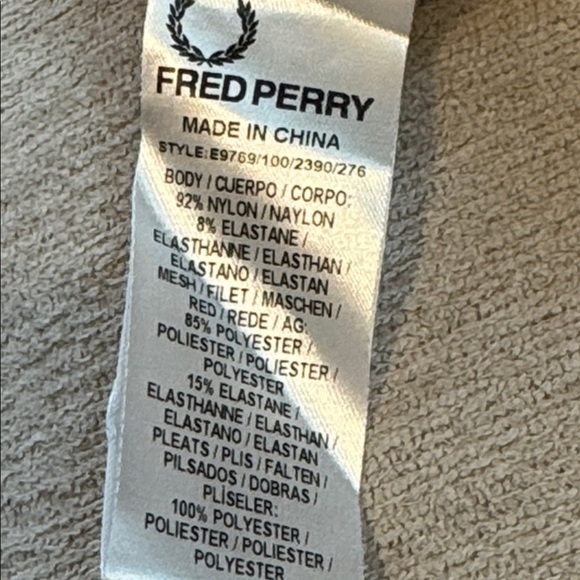 FRED PERRY
MADE IN CHINA
STYLE:E9769/100/2390/276
BODY / CUERPO / CORPO:
92% NYLON / NAYLON
8% ELASTANE /
ELASTHANNE / ELASTHAN /
ELASTANO / ELASTAN
MESH / FILET / MASCHEN /
RED / REDE / AG:
85% POLYESTER /
POLIESTER / POLIESTER /
POLYESTER
15% ELASTANE /
ELASTHANNE / ELASTHAN /
ELASTANO / ELASTAN
PLEATS / PLIS / FALTEN /
PILSADOS / DOBRAS /
PLİSELER:
100% POLYESTER /
POLIESTER / POLIESTER /
POLYESTER